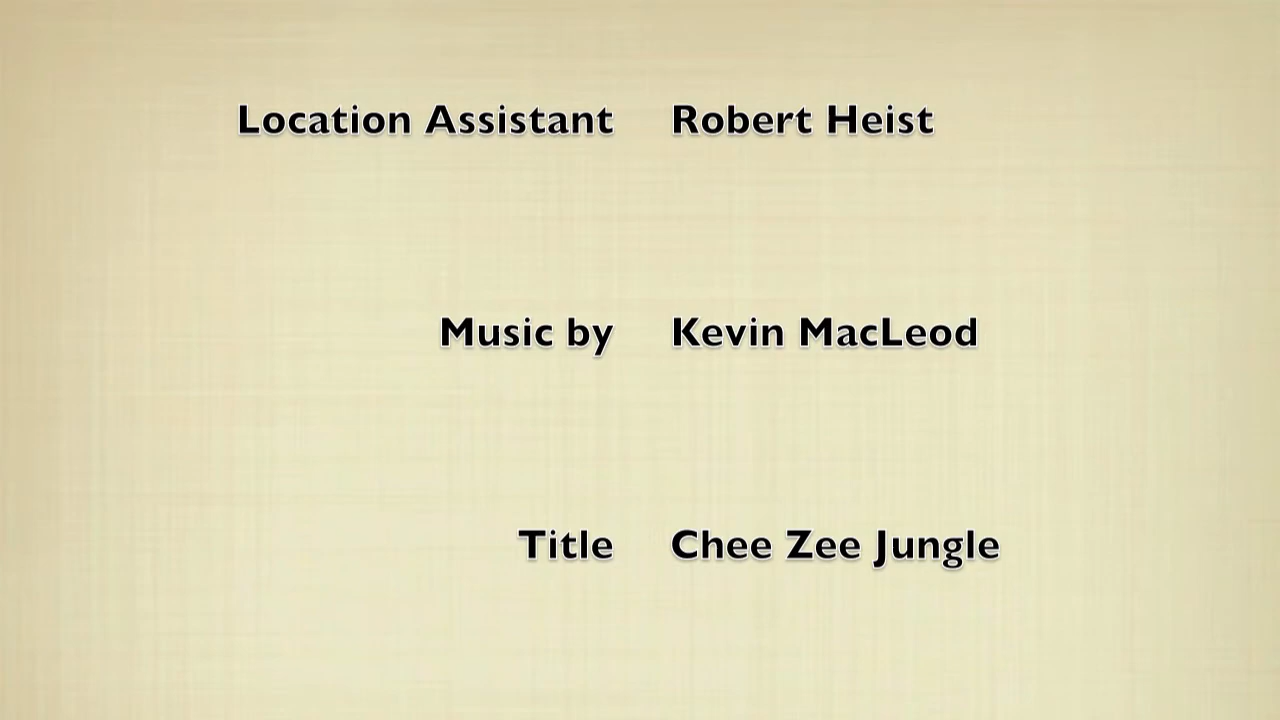 Location Assistant Robert Heist
Music by Kevin MacLeod
Title Chee Zee Jungle